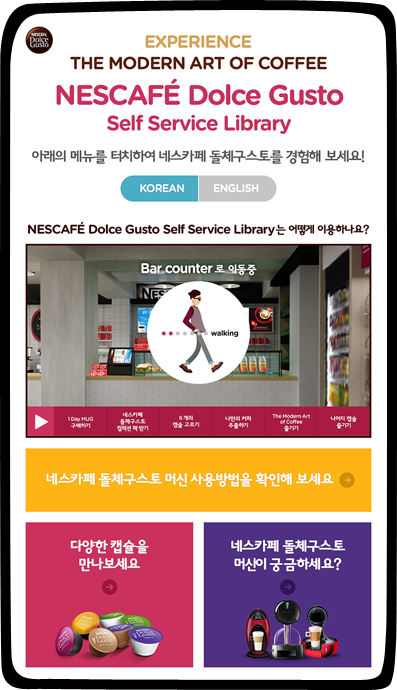 NESCAFÉ
Dolce
Gusto
EXPERIENCE
THE MODERN ART OF COFFEE
NESCAFÉ Dolce Gusto
Self Service Library
아래의 메뉴를 터치하여 네스카페 돌체구스토를 경험해 보세요!
KOREAN
ENGLISH
NESCAFÉ Dolce Gusto Self Service Library는 어떻게 이용하나요?
Bar counter로 이동중
walking
1 Day MUG
구매하기
네스카페
돌체구스토
컬렉션 팩 받기
6 개의
캡슐 고르기
나만의 커피
추출하기
The Modern Art
of Coffee
즐기기
나머지 캡슐
즐기기
네스카페 돌체구스토 머신 사용방법을 확인해 보세요
다양한 캡슐을
만나보세요
네스카페 돌체구스토
머신이 궁금하세요?